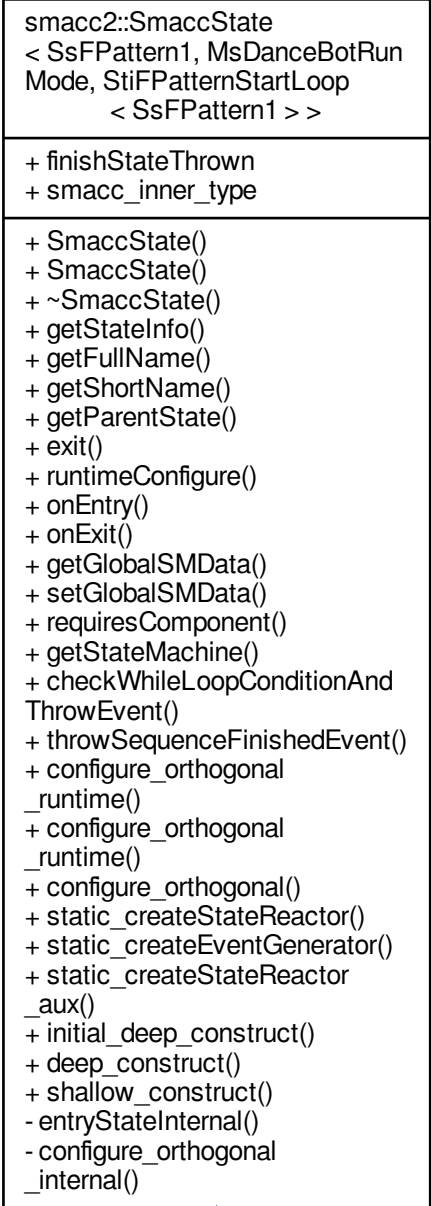 smacc2::SmaccState
< SsFPattern1, MsDanceBotRun
Mode, StiFPatternStartLoop
< SsFPattern1 > >
+ finishStateThrown
+ smacc_inner_type
+ SmaccState()
+ SmaccState()
+ ~SmaccState()
+ getStateInfo()
+ getFullName()
+ getShortName()
+ getParentState()
+ exit()
+ runtimeConfigure()
+ onEntry()
+ onExit()
+ getGlobalSMData()
+ setGlobalSMData()
+ requiresComponent()
+ getStateMachine()
+ checkWhileLoopConditionAnd
ThrowEvent()
+ throwSequenceFinishedEvent()
+ configure_orthogonal
_runtime()
+ configure_orthogonal
_runtime()
+ configure_orthogonal()
+ static_createStateReactor()
+ static_createEventGenerator()
+ static_createStateReactor
_aux()
+ initial_deep_construct()
+ deep_construct()
+ shallow_construct()
- entryStateInternal()
- configure_orthogonal
_internal()